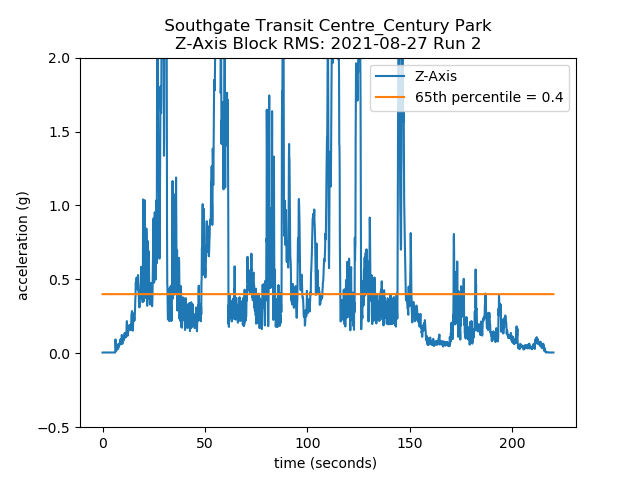 Southgate Transit Centre_Century Park
Z-Axis Block RMS: 2021-08-27 Run 2
Z-Axis
65th percentile = 0.4
2.0
1.5
1.0
0.5
0.0
−0.5
acceleration (g)
0 50 100 150 200
time (seconds)